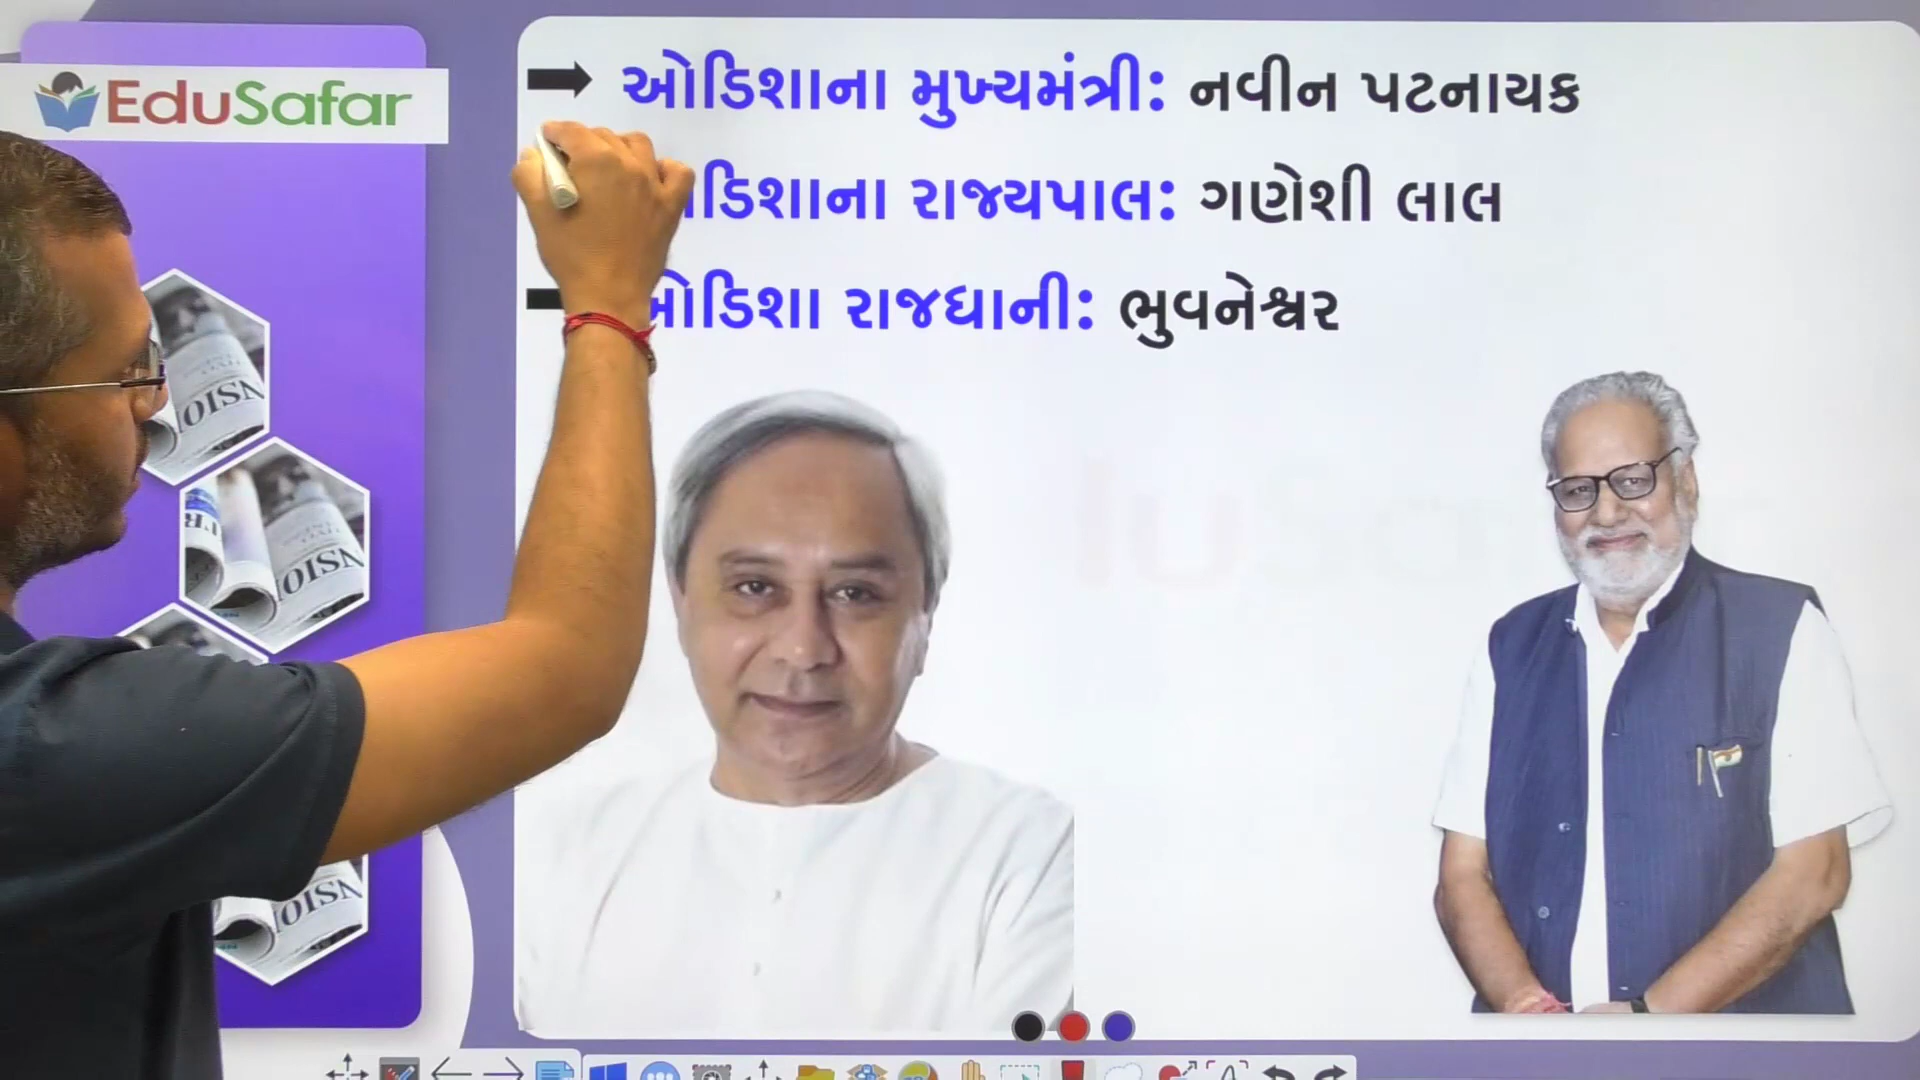 EduSafar
ઓડિશાના મુખ્યમંત્રી: નવીન પટનાયક
રાજ્યપાલ: ગણેશી લાલ
રાજધાની: ભુવનેશ્વર